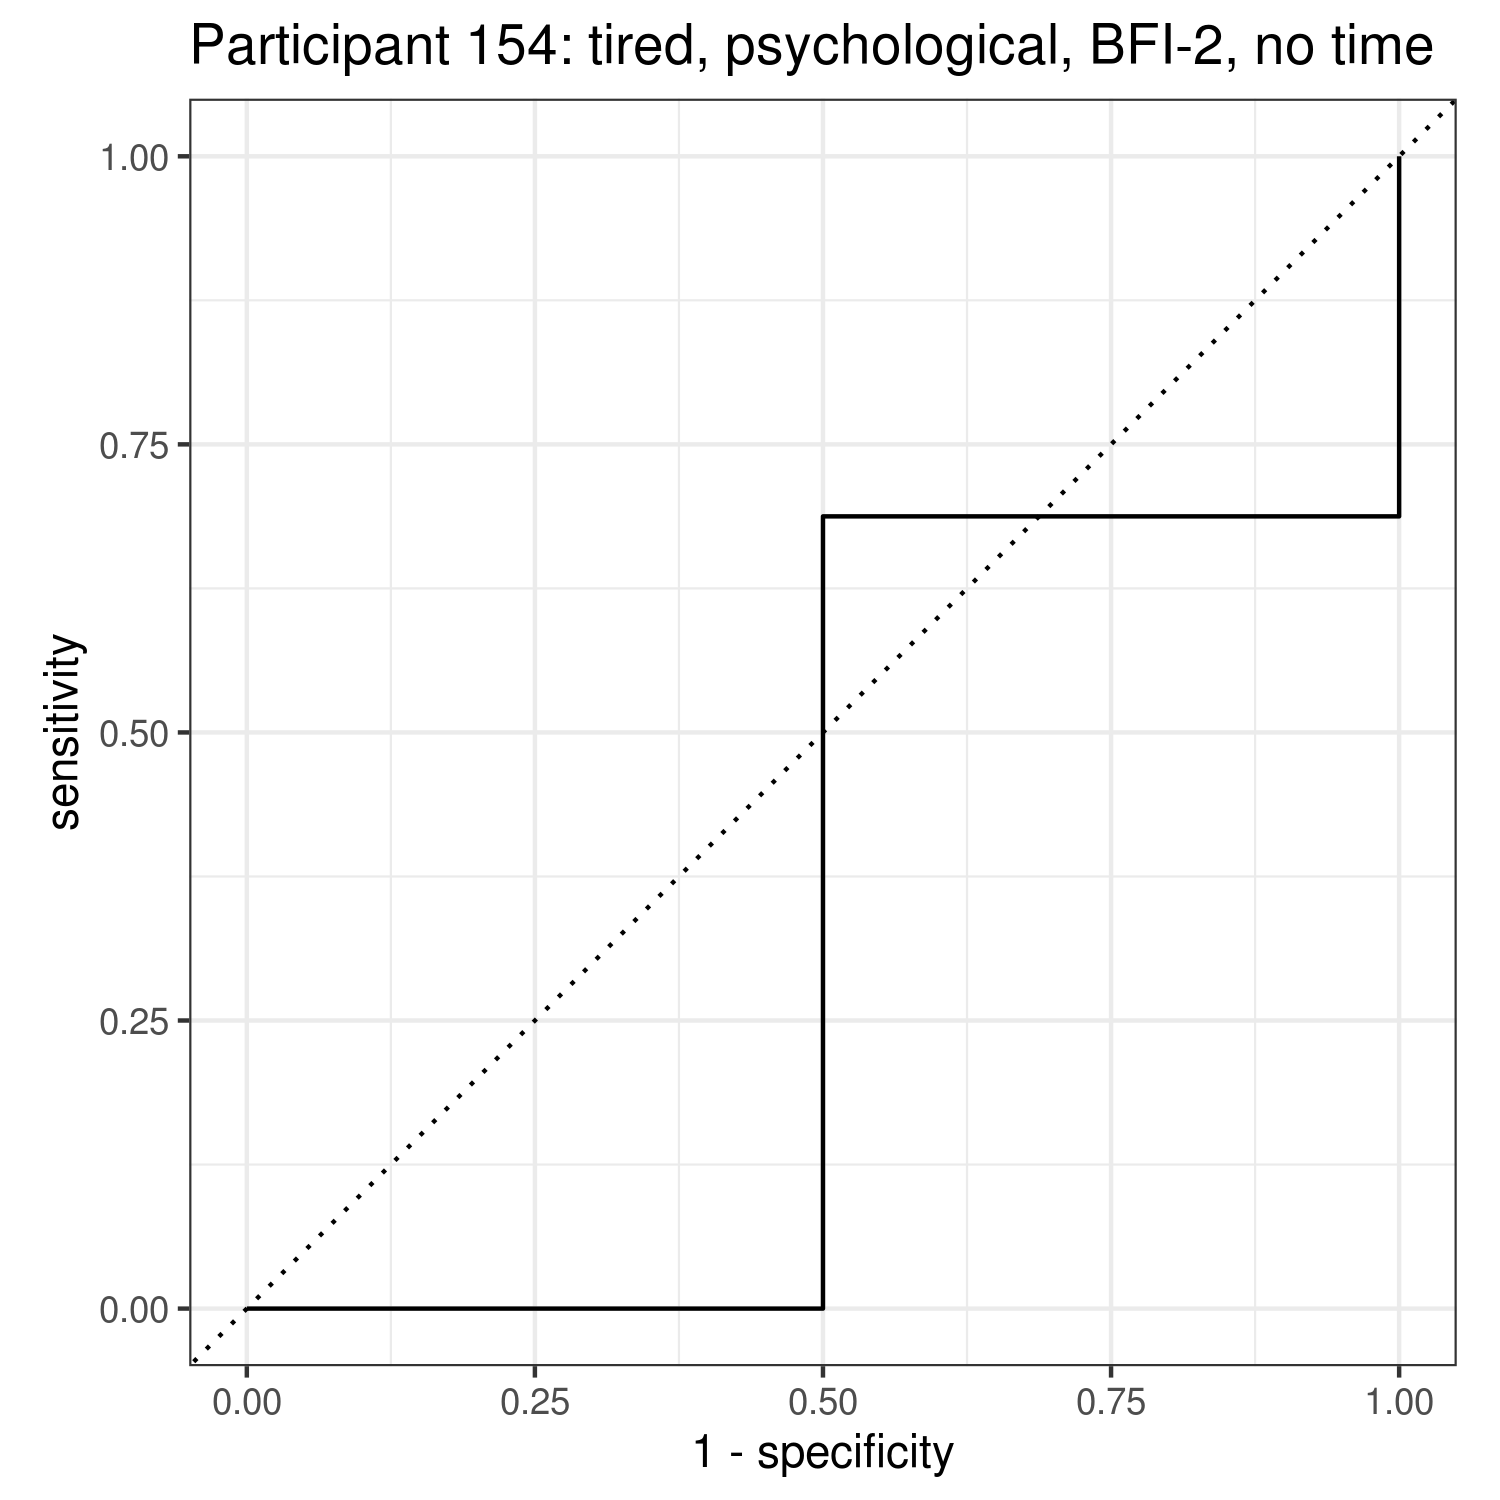 Participant 154: tired, psychological, BFI-2, no time
1.00
0.75
0.50
0.25
0.00
sensitivity
0.00 0.25 0.50 0.75 1.00
1 - specificity